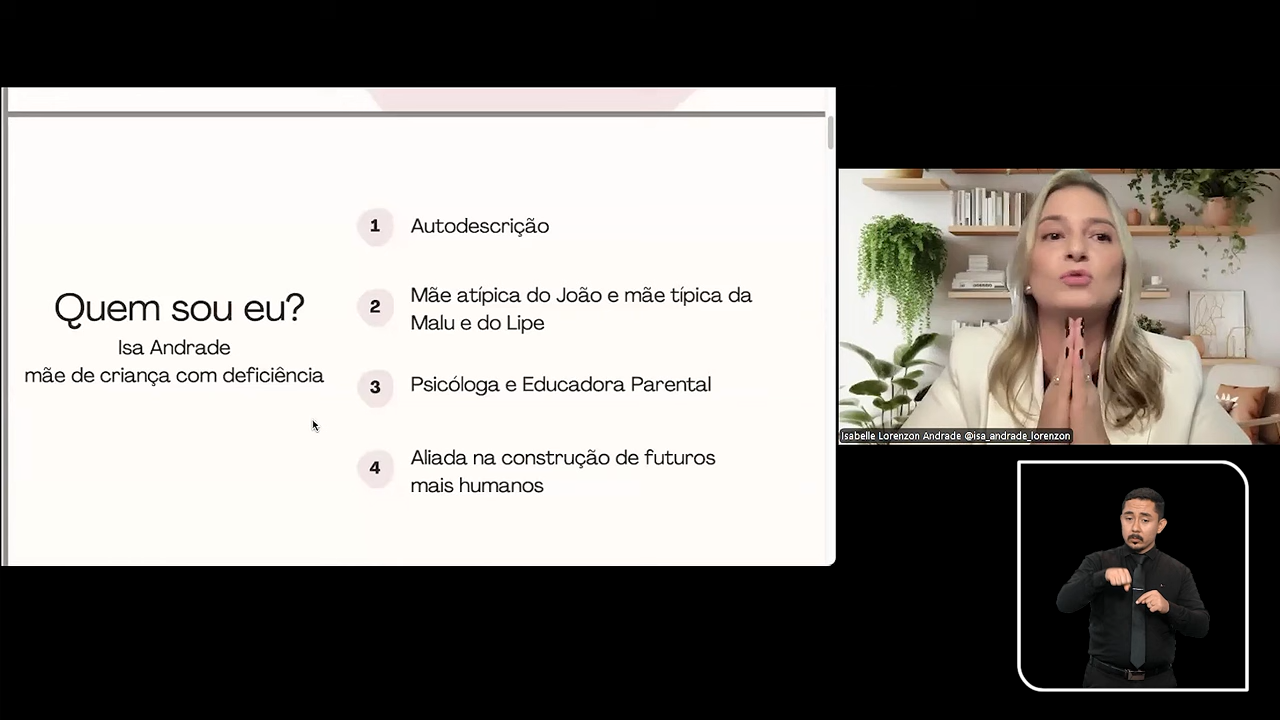 Quem sou eu?
Isa Andrade
mãe de criança com deficiência
1 Autodescrição
2 Mãe atípica do João e mãe típica da
Malu e do Lipe
3 Psicóloga e Educadora Parental
4 Aliada na construção de futuros
mais humanos
Isabelle Lorenzon Andrade @isa_andrade_lorenzon